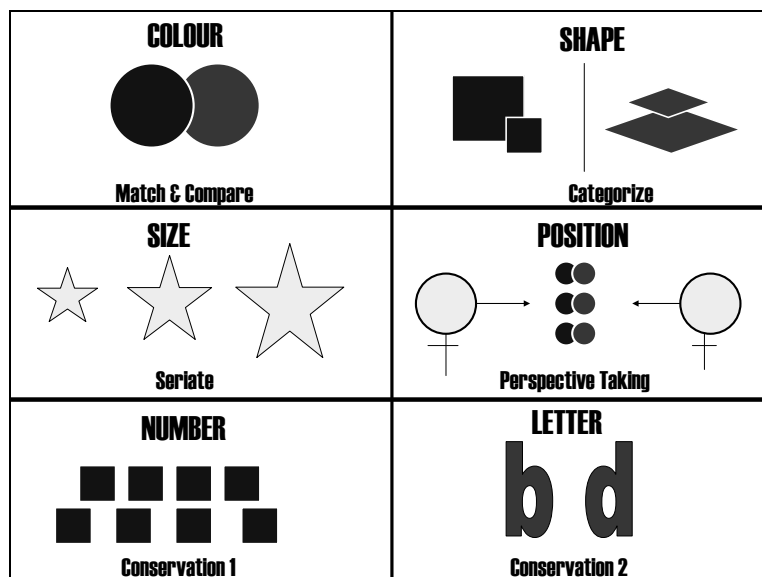 COLOUR
Match & Compare
SHAPE
Categorize
SIZE
Seriate
POSITION
Perspective Taking
NUMBER
Conservation 1
LETTER
b d
Conservation 2